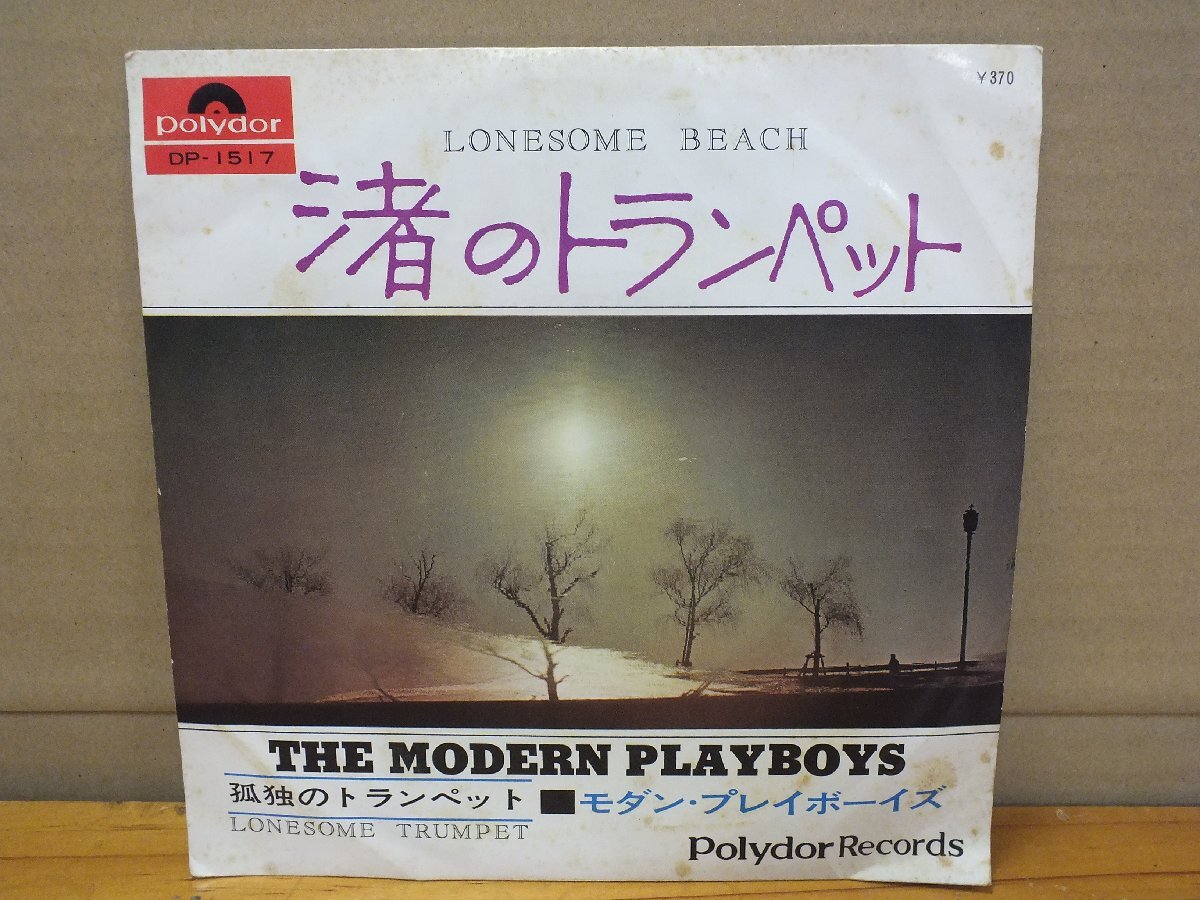 polydor
DP-1517
¥370
LONESOME BEACH
渚のトランペット
THE MODERN PLAYBOYS
孤独のトランペット ■モダン・プレイボーイズ
LONESOME TRUMPET
Polydor Records